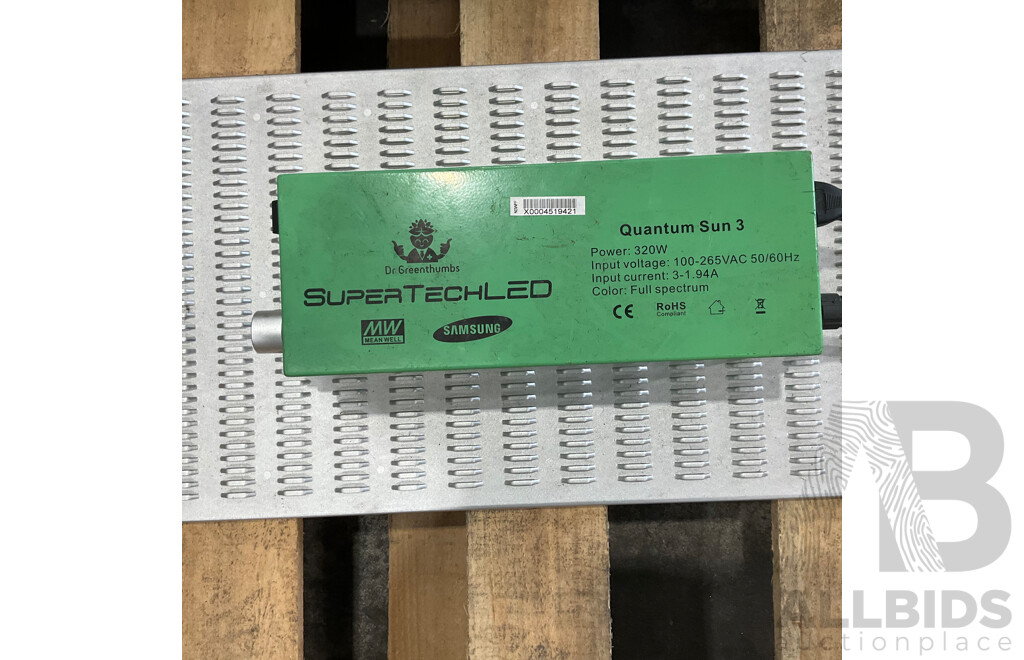 X0004519421
Dr.Greenthumbs
SUPERTECHLED
MW
MEAN WELL
SAMSUNG
Quantum Sun 3
Power: 320W
Input voltage: 100-265VAC 50/60Hz
Input current: 3-1.94A
Color: Full spectrum
CE
RoHS
Compliant
AB
ALLBIDS
auctionplace